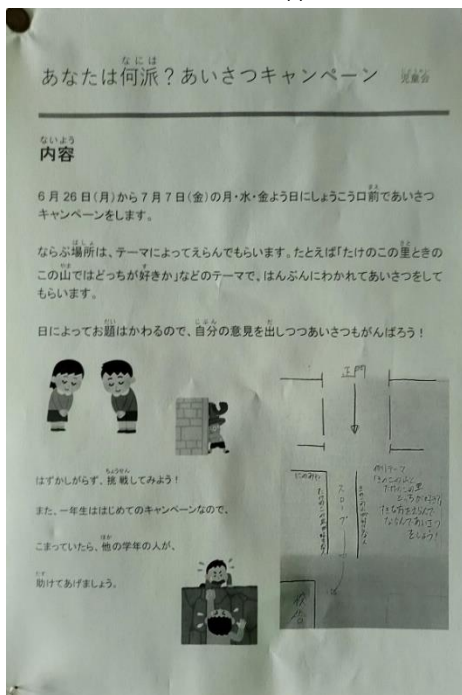 あなたは何派？あいさつキャンペーン 児童会
内容
6月26日(月)から7月7日(金)の月・水・金よう日にしょうこう口前であいさつ
キャンペーンをします。
ならぶ場所は、テーマによってえらんでもらいます。たとえば「たけのこの里ときの
この山ではどっちが好きか」などのテーマで、はんぶんにわかれてあいさつをして
もらいます。
日によってお題はかわるので、自分の意見を出しつつあいさつもがんばろう！
はずかしがらず、挑戦してみよう！
また、一年生ははじめてのキャンペーンなので、
こまっていたら、他の学年の人が、
助けてあげましょう。
正門
スロープ
校舎